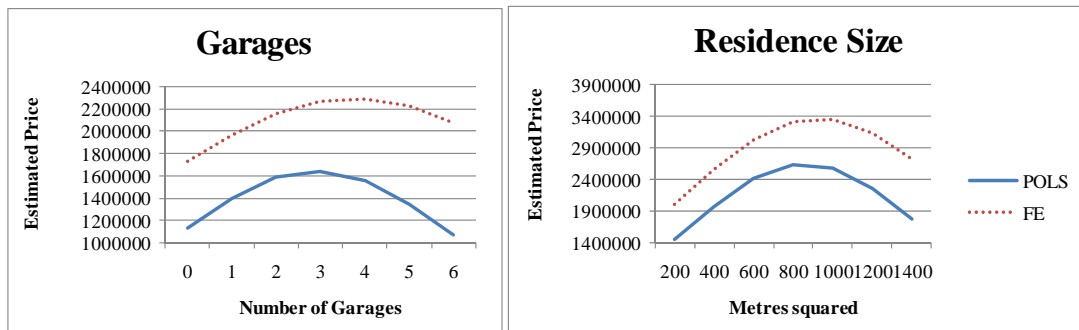 Garages
Estimated Price
2400000
2200000
2000000
1800000
1600000
1400000
1200000
1000000
0 1 2 3 4 5 6
Number of Garages
Residence Size
Estimated Price
3900000
3400000
2900000
2400000
1900000
1400000
200 400 600 800 1000 1200 1400
Metres squared
POLS
FE